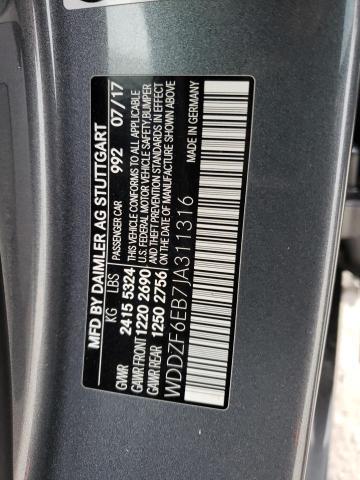 MFD BY DAIMLER AG STUTTGART
KG LBS PASSENGER CAR 992 07/17
GVWR 2415 5324 THIS VEHICLE CONFORMS TO ALL APPLICABLE
GAWR FRONT 1220 2690 U.S. FEDERAL MOTOR VEHICLE SAFETY, BUMPER
GAWR REAR 1250 2756 AND THEFT PREVENTION STANDARDS IN EFFECT
ON THE DATE OF MANUFACTURE SHOWN ABOVE
WDDZF6EB7JA311316 MADE IN GERMANY